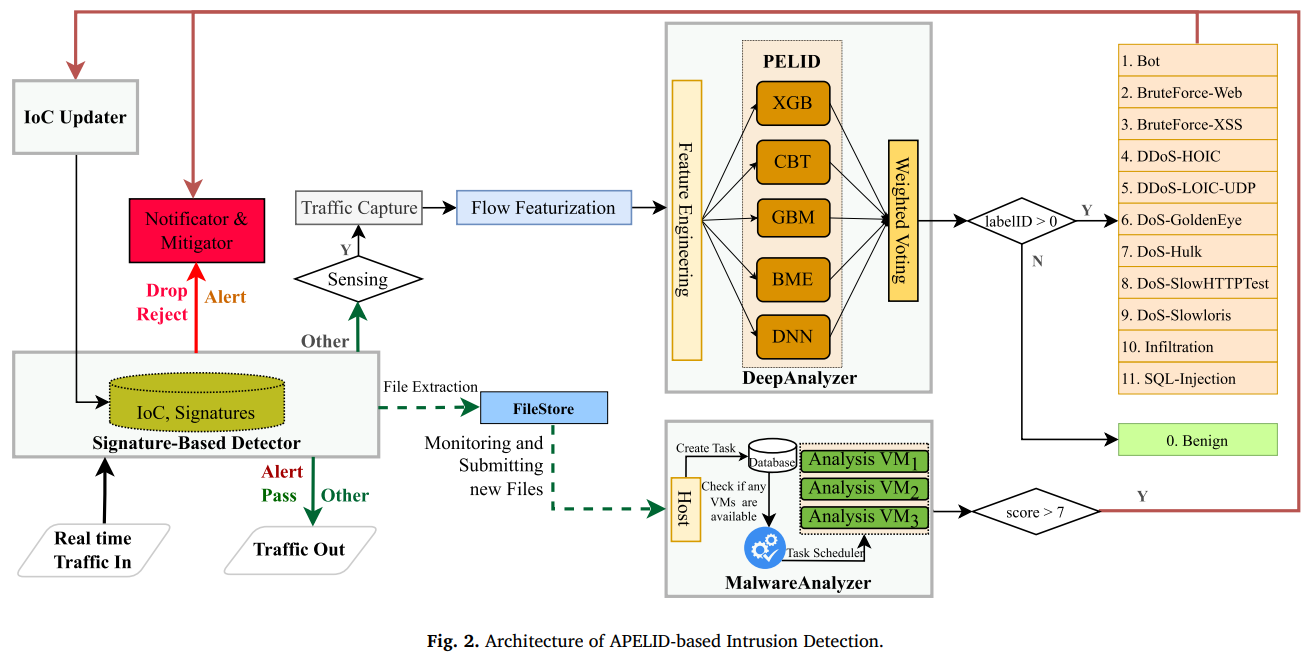 IoC Updater
Notificator &
Mitigator
Drop
Reject
Alert
Other
Sensing
Y
Traffic Capture
Flow Featurization
Feature Engineering
PELID
XGB
CBT
GBM
BME
DNN
Weighted Voting
DeepAnalyzer
labelID > 0
Y
N
1. Bot
2. BruteForce-Web
3. BruteForce-XSS
4. DDoS-HOIC
5. DDoS-LOIC-UDP
6. DoS-GoldenEye
7. DoS-Hulk
8. DoS-SlowHTTPTest
9. DoS-Slowloris
10. Infiltration
11. SQL-Injection
0. Benign
IoC, Signatures
Signature-Based Detector
File Extraction
FileStore
Monitoring and
Submitting
new Files
Alert
Pass
Other
Real time
Traffic In
Traffic Out
Host
Create Task
Database
Check if any
VMs are
available
Task Scheduler
Analysis VM1
Analysis VM2
Analysis VM3
MalwareAnalyzer
score > 7
Y
Fig. 2. Architecture of APELID-based Intrusion Detection.